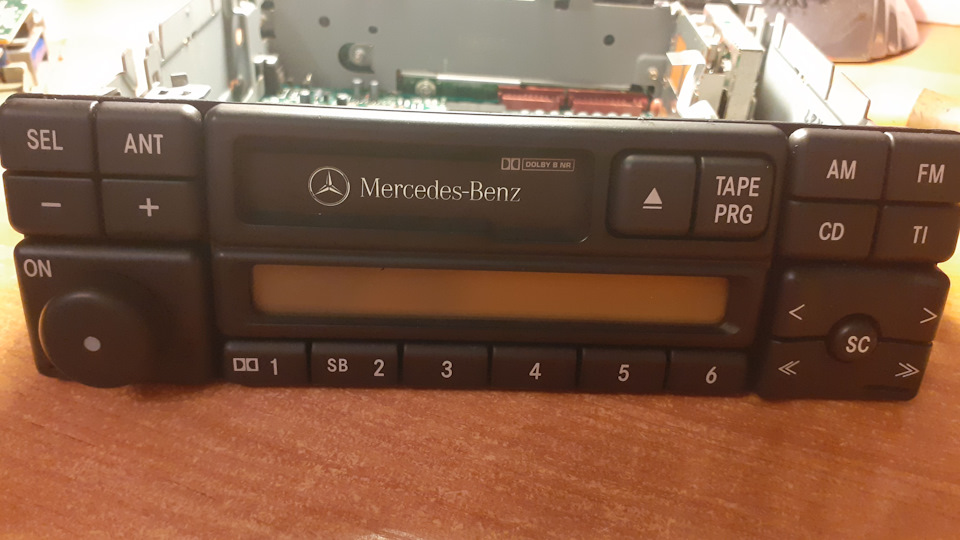 SEL
ANT
−
+
ON
DOLBY B NR
Mercedes-Benz
TAPE
PRG
AM
FM
CD
TI
<
>
SC
≪
≫
1
SB 2
3
4
5
6